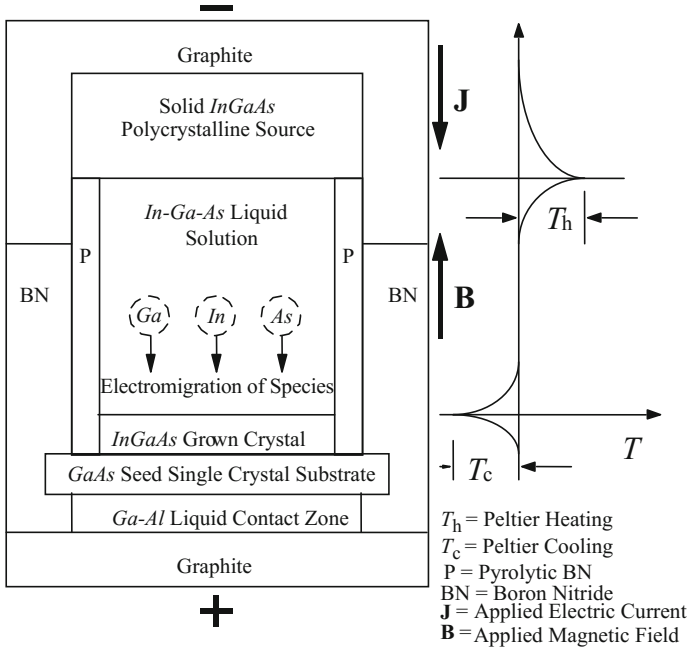 −
Graphite
Solid InGaAs
Polycrystalline Source
J
In-Ga-As Liquid
Solution
Th
P
P
BN
BN
B
Ga
In
As
Electromigration of Species
InGaAs Grown Crystal
T
GaAs Seed Single Crystal Substrate
Tc
Ga-Al Liquid Contact Zone
Graphite
+
Th = Peltier Heating
Tc = Peltier Cooling
P = Pyrolytic BN
BN = Boron Nitride
J = Applied Electric Current
B = Applied Magnetic Field